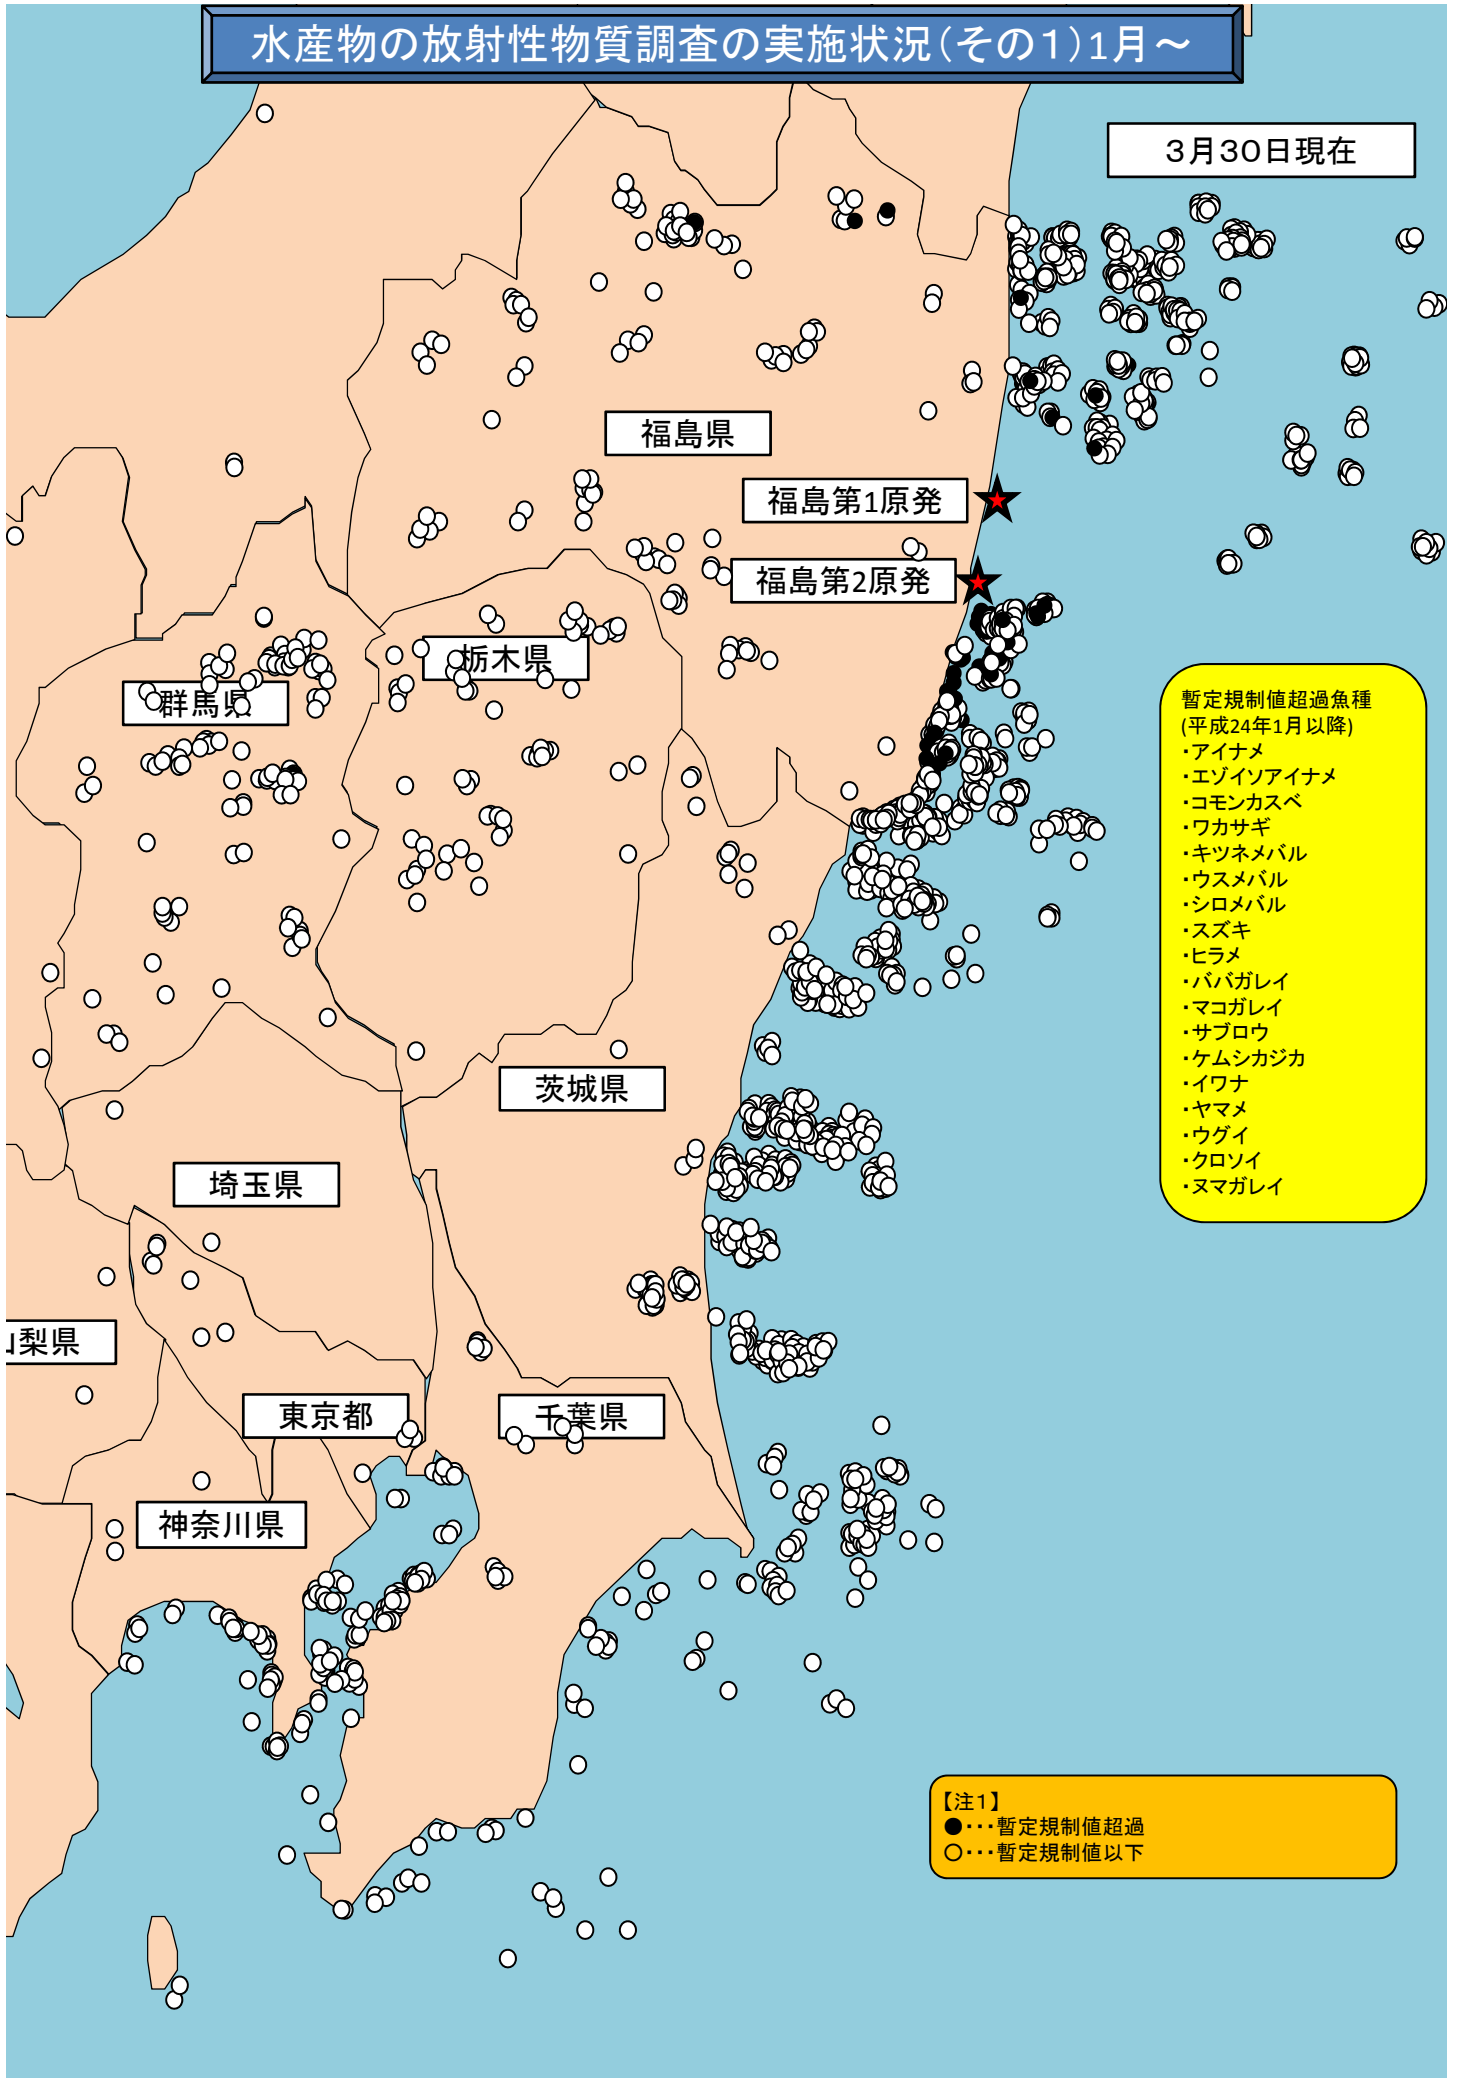 水産物の放射性物質調査の実施状況(その1)1月～
3月30日現在
福島県
福島第1原発
福島第2原発
栃木県
群馬県
暫定規制値超過魚種
(平成24年1月以降)
・アイナメ
・エゾイソアイナメ
・コモンカスベ
・ワカサギ
・キツネメバル
・ウスメバル
・シロメバル
・スズキ
・ヒラメ
・ババガレイ
・マコガレイ
・サブロウ
・ケムシカジカ
・イワナ
・ヤマメ
・ウグイ
・クロソイ
・ヌマガレイ
茨城県
埼玉県
梨県
東京都
千葉県
神奈川県
【注1】
●・・・暫定規制値超過
○・・・暫定規制値以下